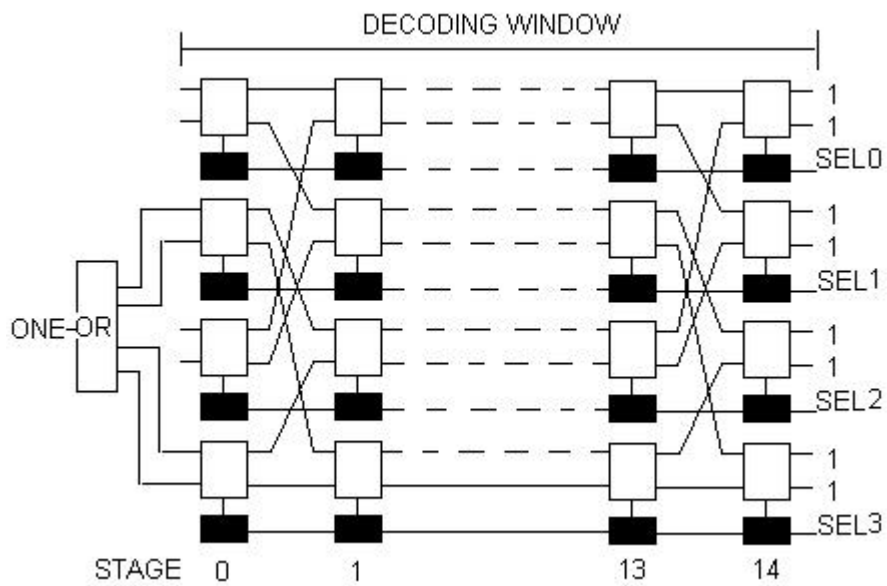 DECODING WINDOW
1
1
SEL0
1
1
SEL1
ONE OR
1
1
SEL2
1
1
SEL3
STAGE 0 1 13 14